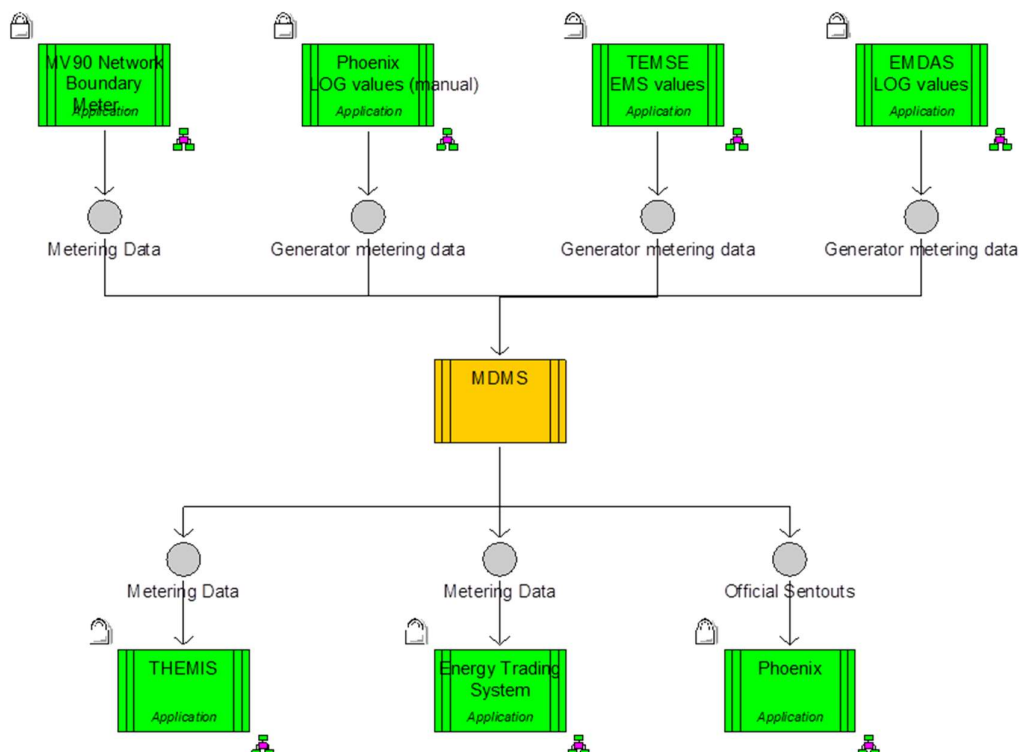 MV90 Network
Boundary
Meter...
Application
Phoenix
LOG values (manual)
Application
TEMSE
EMS values
Application
EMDAS
LOG values
Application
Metering Data
Generator metering data
Generator metering data
Generator metering data
MDMS
Metering Data
Metering Data
Official Sentouts
THEMIS
Application
Energy Trading
System
Application
Phoenix
Application